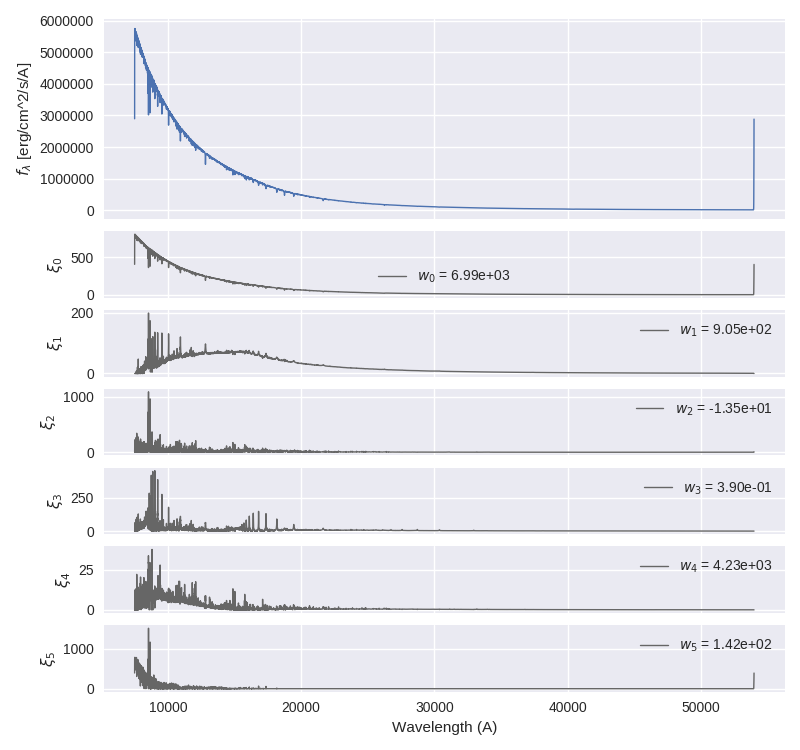 6000000
5000000
4000000
3000000
2000000
1000000
0
f_λ [erg/cm^2/s/A]
500
0
ξ_0
w_0 = 6.99e+03
200
0
ξ_1
w_1 = 9.05e+02
1000
0
ξ_2
w_2 = -1.35e+01
250
0
ξ_3
w_3 = 3.90e-01
25
0
ξ_4
w_4 = 4.23e+03
1000
0
ξ_5
w_5 = 1.42e+02
10000 20000 30000 40000 50000
Wavelength (A)